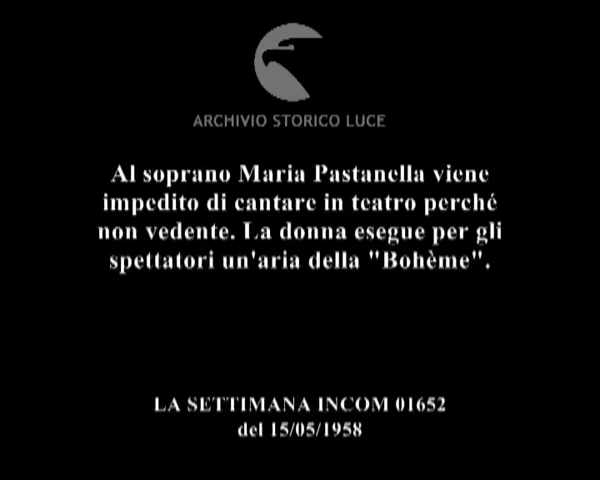 ARCHIVIO STORICO LUCE
Al soprano Maria Pastanella viene
impedito di cantare in teatro perché
non vedente. La donna esegue per gli
spettatori un'aria della "Bohème".
LA SETTIMANA INCOM 01652
del 15/05/1958